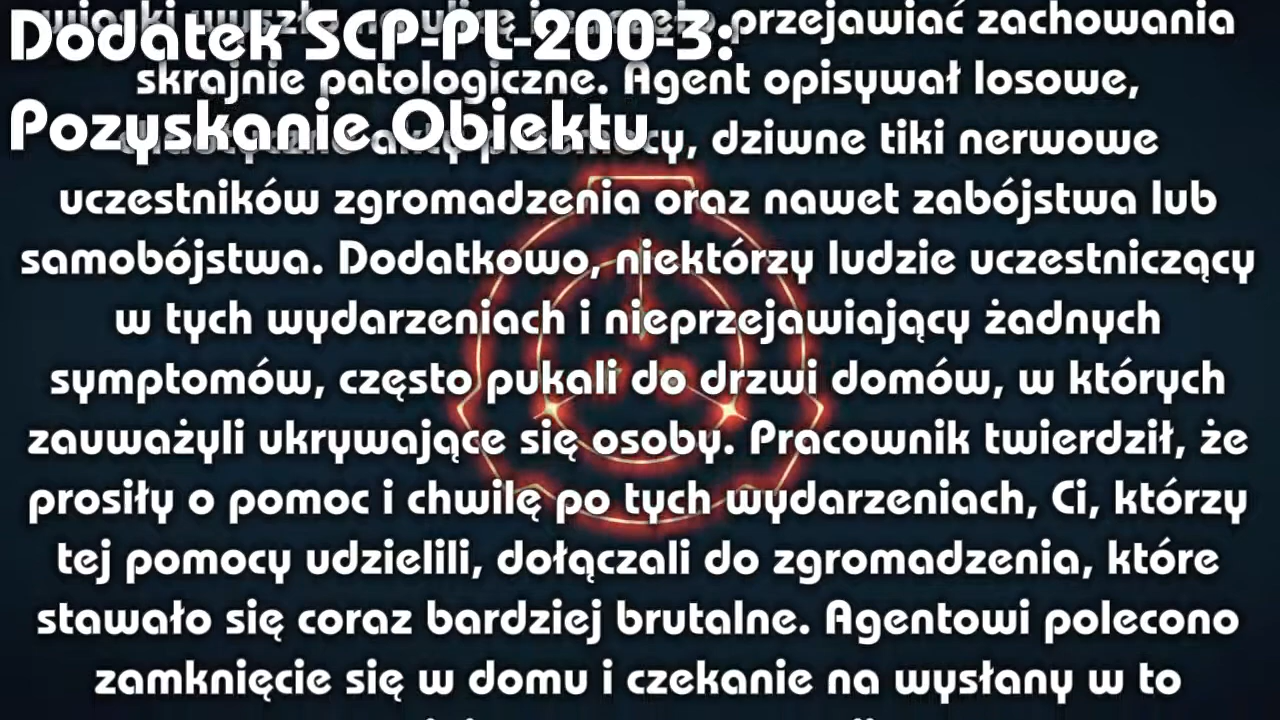 Dodatek SCP-PL-200-3:
Pozyskanie Obiektu
przejawiać zachowania
skrajnie patologiczne. Agent opisywał losowe,
dziwne tiki nerwowe
uczestników zgromadzenia oraz nawet zabójstwa lub
samobójstwa. Dodatkowo, niektórzy ludzie uczestniczący
w tych wydarzeniach i nieprzejawiający żadnych
symptomów, często pukali do drzwi domów, w których
zauważyli ukrywające się osoby. Pracownik twierdził, że
prosiły o pomoc i chwilę po tych wydarzeniach, Ci, którzy
tej pomocy udzielili, dołączali do zgromadzenia, które
stawało się coraz bardziej brutalne. Agentowi polecono
zamknięcie się w domu i czekanie na wysłany w to